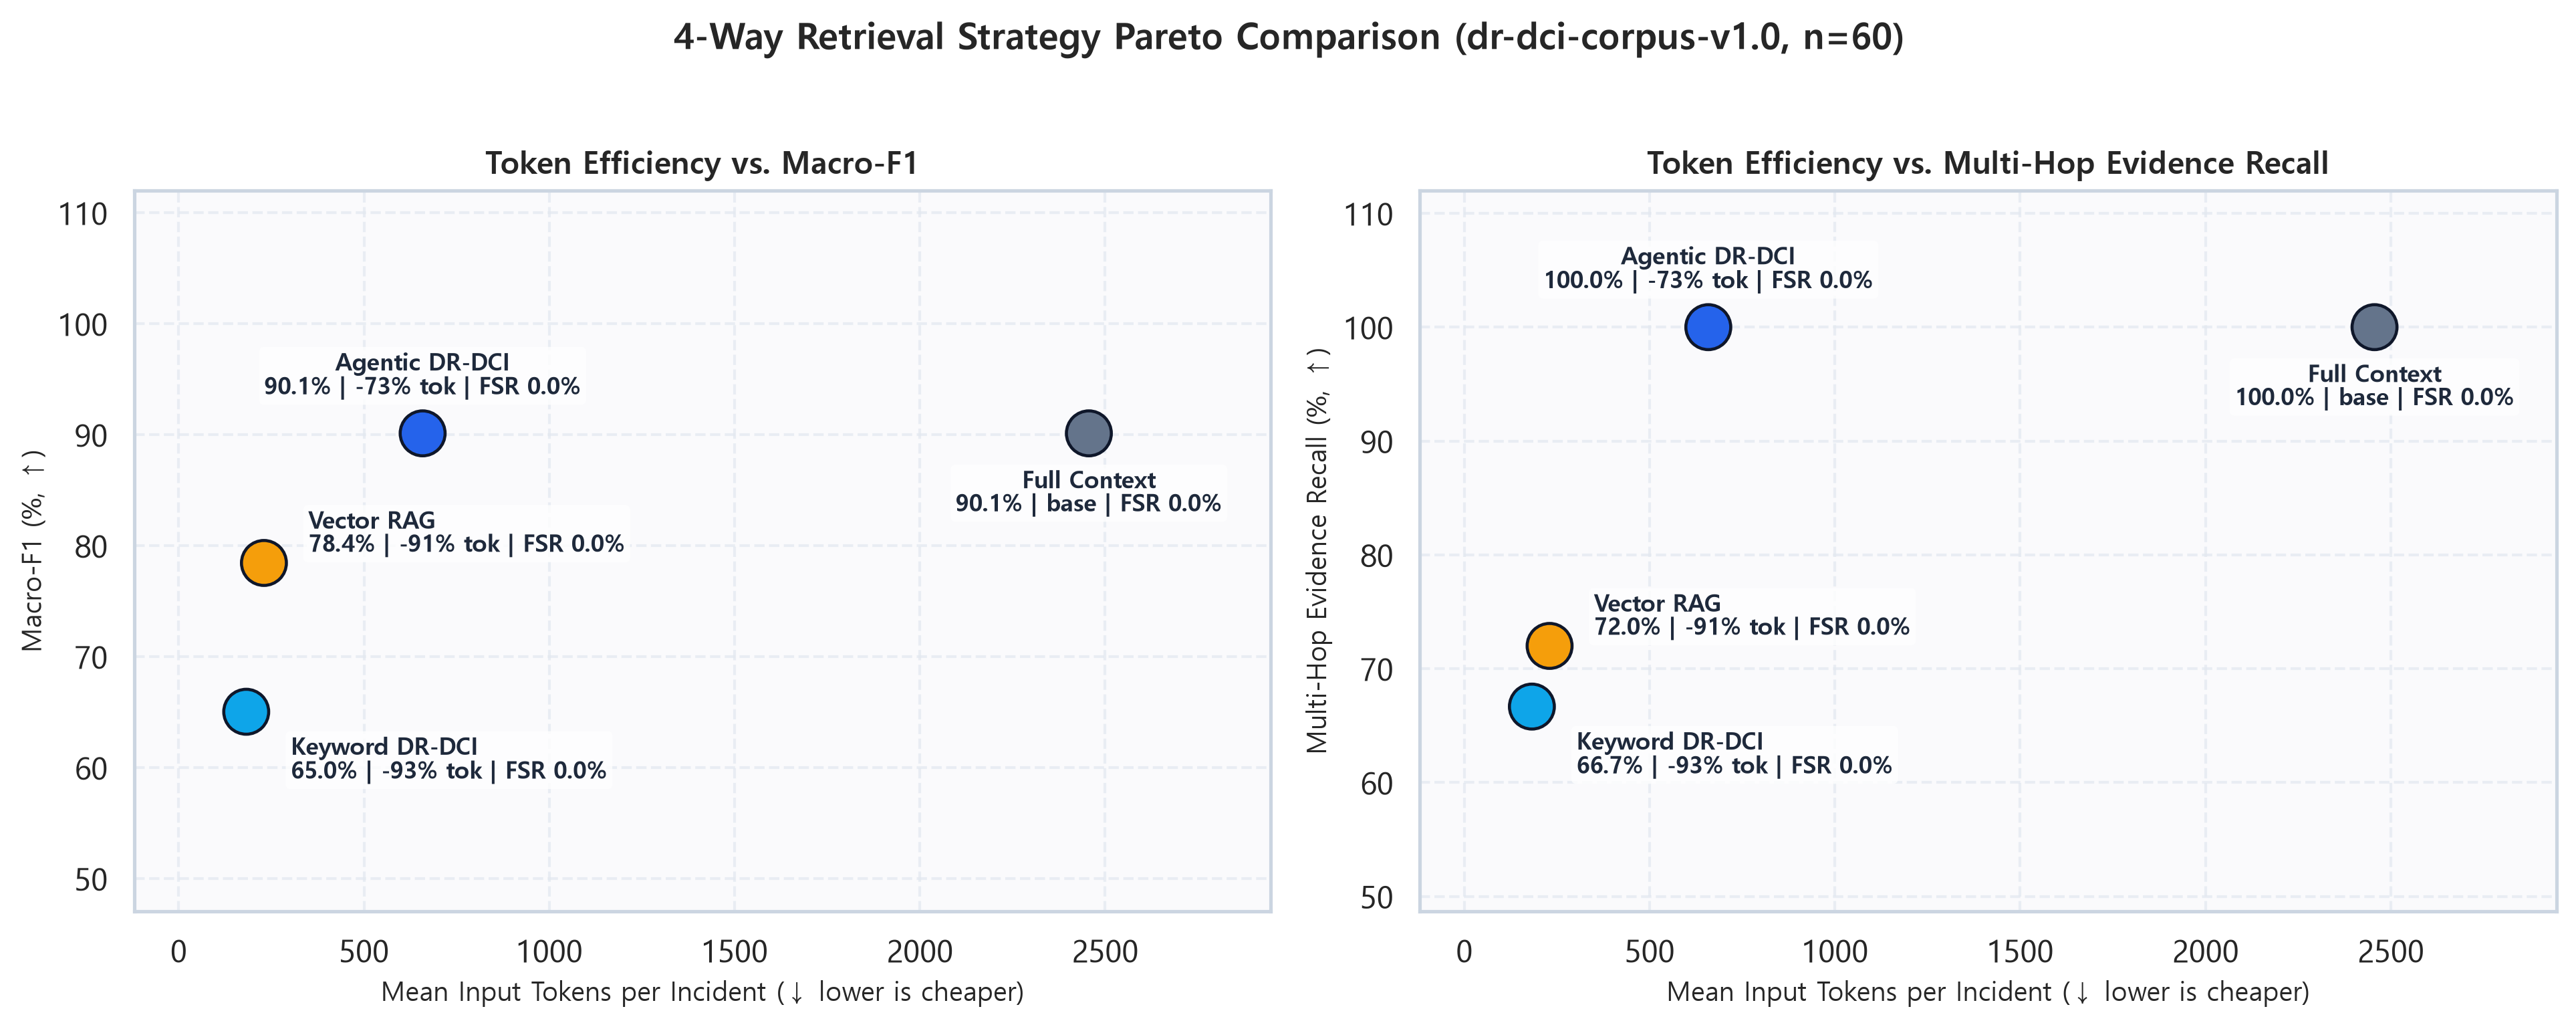 4-Way Retrieval Strategy Pareto Comparison (dr-dci-corpus-v1.0, n=60)
Token Efficiency vs. Macro-F1
Macro-F1 (%, ↑)
110
100
90
80
70
60
50
Agentic DR-DCI
90.1% | -73% tok | FSR 0.0%
Full Context
90.1% | base | FSR 0.0%
Vector RAG
78.4% | -91% tok | FSR 0.0%
Keyword DR-DCI
65.0% | -93% tok | FSR 0.0%
0 500 1000 1500 2000 2500
Mean Input Tokens per Incident (↓ lower is cheaper)
Token Efficiency vs. Multi-Hop Evidence Recall
Multi-Hop Evidence Recall (%, ↑)
110
100
90
80
70
60
50
Agentic DR-DCI
100.0% | -73% tok | FSR 0.0%
Full Context
100.0% | base | FSR 0.0%
Vector RAG
72.0% | -91% tok | FSR 0.0%
Keyword DR-DCI
66.7% | -93% tok | FSR 0.0%
0 500 1000 1500 2000 2500
Mean Input Tokens per Incident (↓ lower is cheaper)